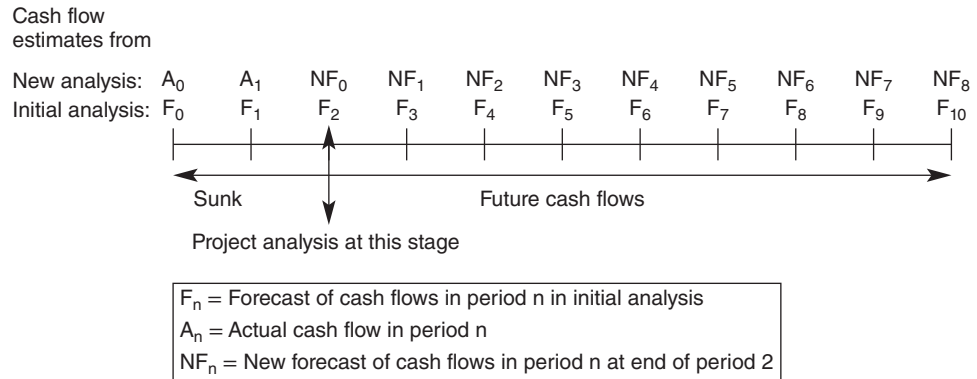 Cash flow
estimates from
New analysis: A₀ A₁ NF₀ NF₁ NF₂ NF₃ NF₄ NF₅ NF₆ NF₇ NF₈
Initial analysis: F₀ F₁ F₂ F₃ F₄ F₅ F₆ F₇ F₈ F₉ F₁₀
Sunk Future cash flows
Project analysis at this stage
Fₙ = Forecast of cash flows in period n in initial analysis
Aₙ = Actual cash flow in period n
NFₙ = New forecast of cash flows in period n at end of period 2